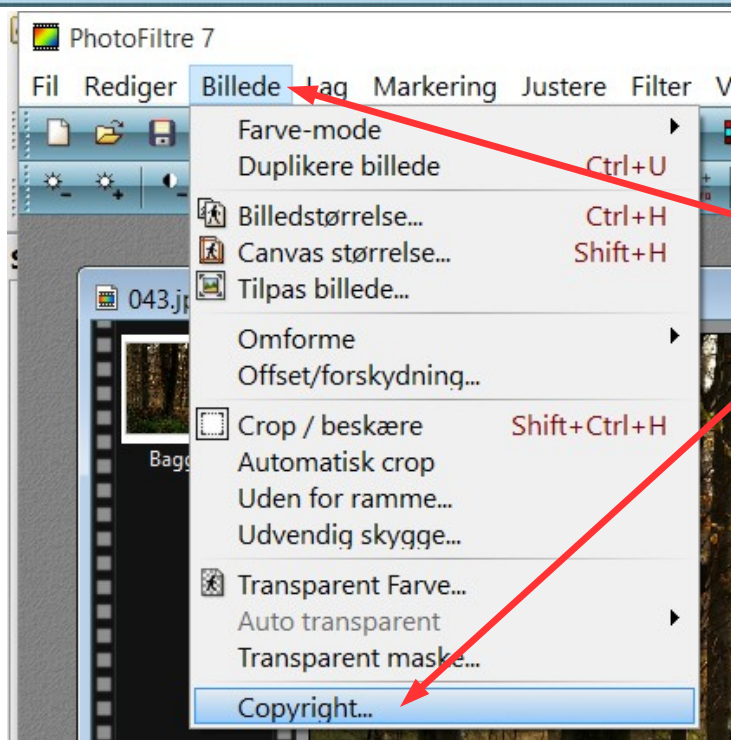 PhotoFiltre 7
Fil Rediger Billede Lag Markering Justere Filter V
Farve-mode
Duplikere billede Ctrl+U
Billedstørrelse... Ctrl+H
Canvas størrelse... Shift+H
Tilpas billede...
043.jp
Omforme
Offset/forskydning...
Crop / beskære Shift+Ctrl+H
Bagg
Automatisk crop
Uden for ramme...
Udvendig skygge...
Transparent Farve...
Auto transparent
Transparent maske...
Copyright...